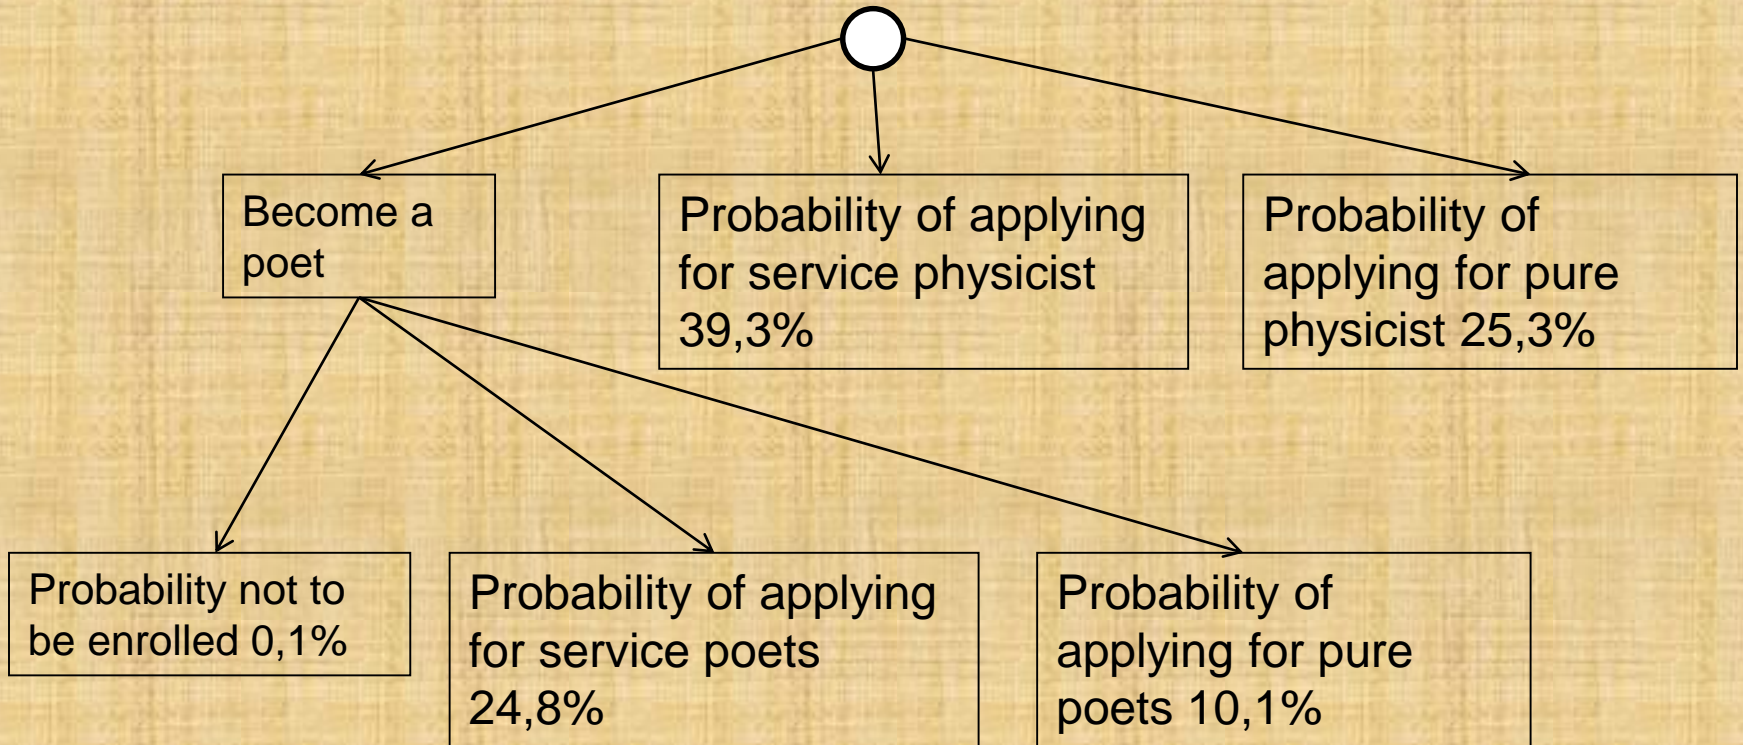 Become a
poet
Probability of applying
for service physicist
39,3%
Probability of
applying for pure
physicist 25,3%
Probability not to
be enrolled 0,1%
Probability of applying
for service poets
24,8%
Probability of
applying for pure
poets 10,1%